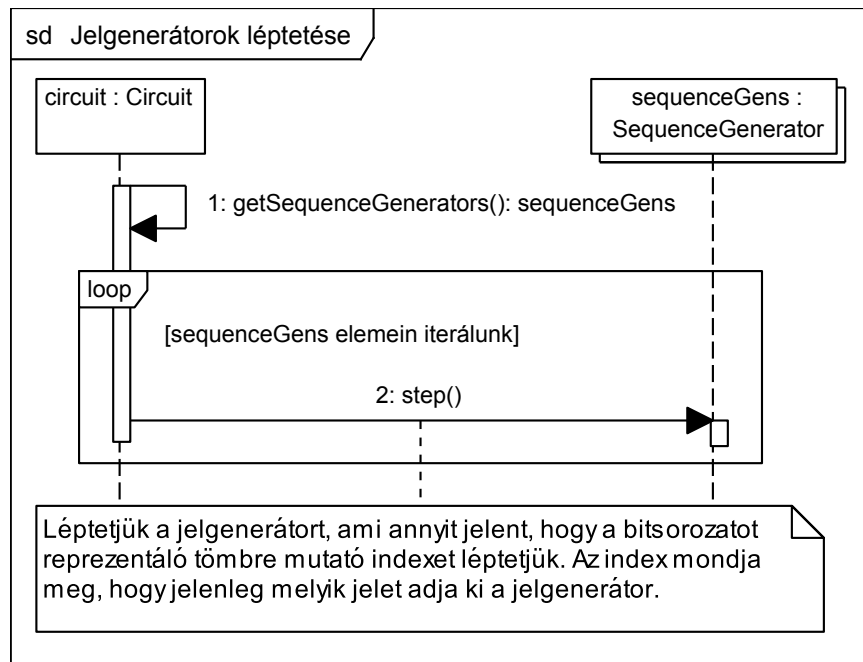 sd Jelgenerátorok léptetése
circuit : Circuit
sequenceGens :
SequenceGenerator
1: getSequenceGenerators(): sequenceGens
loop
[sequenceGens elemein iterálunk]
2: step()
Léptetjük a jelgenerátort, ami annyit jelent, hogy a bitsorozatot
reprezentáló tömbre mutató indexet léptetjük. Az index mondja
meg, hogy jelenleg melyik jelet adja ki a jelgenerátor.